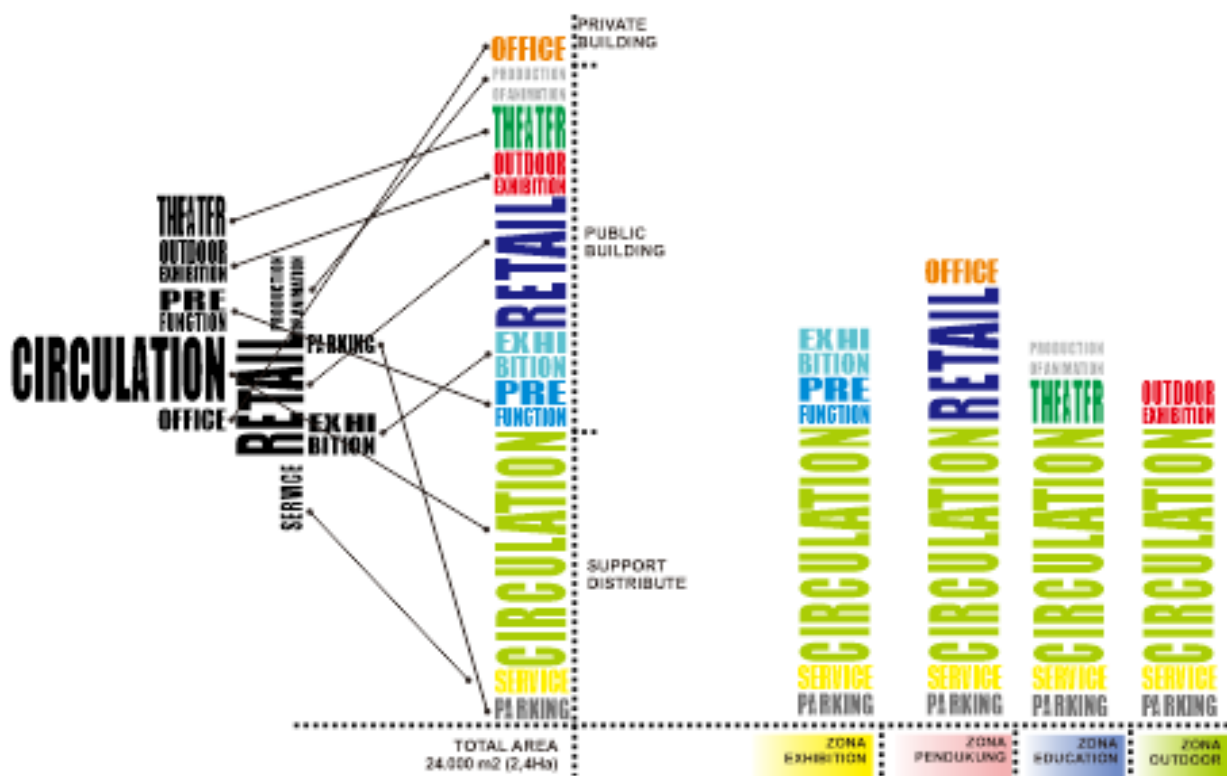 THEATER
OUTDOOR
EXHIBITION
PRE
FUNCTION
CIRCULATION
OFFICE
RETAIL
PRODUCTION
OF ANIMATION
PARKING
EXHI
BITION
SERVICE
OFFICE
PRODUCTION
OF ANIMATION
THEATER
OUTDOOR
EXHIBITION
RETAIL
EXHI
BITION
PRE
FUNCTION
CIRCULATION
SERVICE
PARKING
PRIVATE
BUILDING
PUBLIC
BUILDING
SUPPORT
DISTRIBUTE
TOTAL AREA
24.000 m2 (2,4Ha)
EXHI
BITION
PRE
FUNCTION
CIRCULATION
SERVICE
PARKING
ZONA
EXHIBITION
OFFICE
RETAIL
CIRCULATION
SERVICE
PARKING
ZONA
PENDUKUNG
PRODUCTION
OF ANIMATION
THEATER
CIRCULATION
SERVICE
PARKING
ZONA
EDUCATION
OUTDOOR
EXHIBITION
CIRCULATION
SERVICE
PARKING
ZONA
OUTDOOR